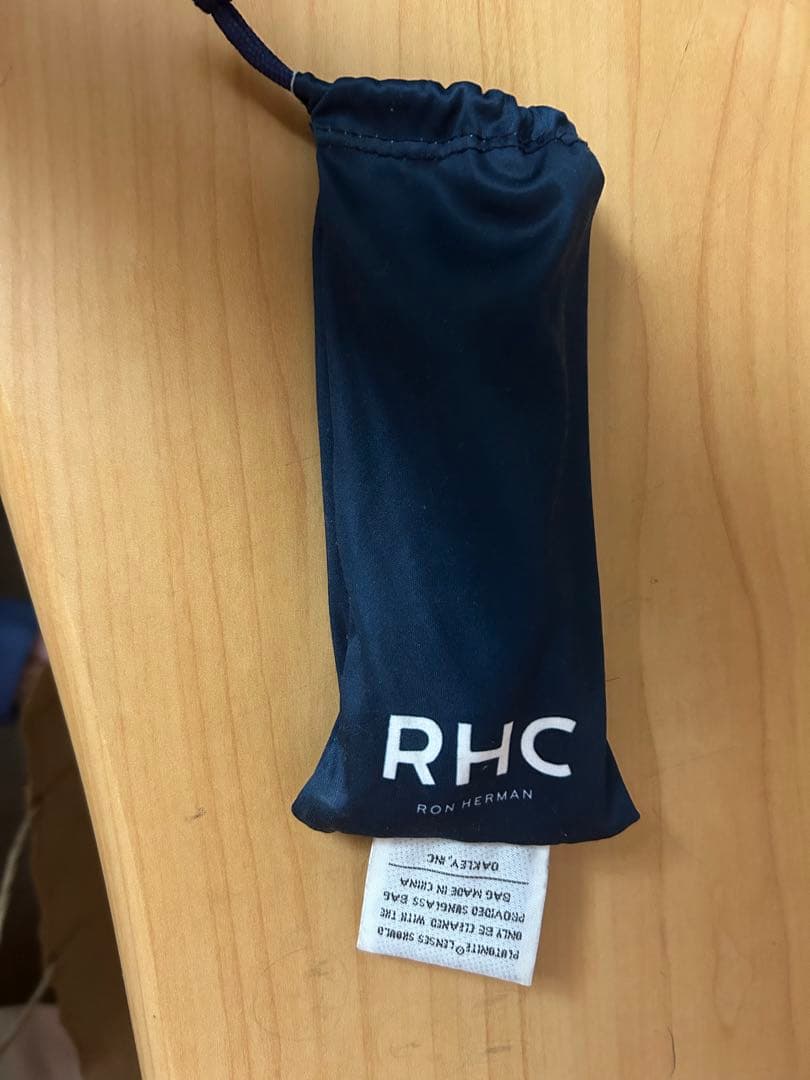 RHC
RON HERMAN
PLUTONITE® LENSES SHOULD
ONLY BE CLEANED WITH THE
PROVIDED SUNGLASS BAG
BAG MADE IN CHINA
OAKLEY, INC